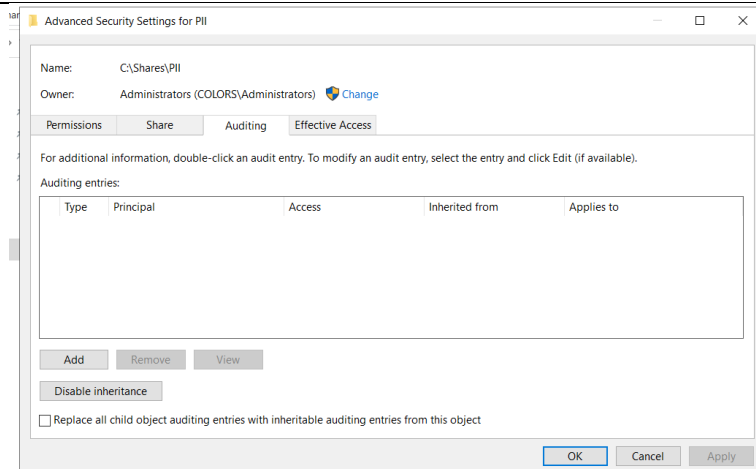 Advanced Security Settings for PII
Name: C:\Shares\PII
Owner: Administrators (COLORS\Administrators) Change
Permissions Share Auditing Effective Access
For additional information, double-click an audit entry. To modify an audit entry, select the entry and click Edit (if available).
Auditing entries:
Type Principal Access Inherited from Applies to
Add Remove View
Disable inheritance
Replace all child object auditing entries with inheritable auditing entries from this object
OK Cancel Apply